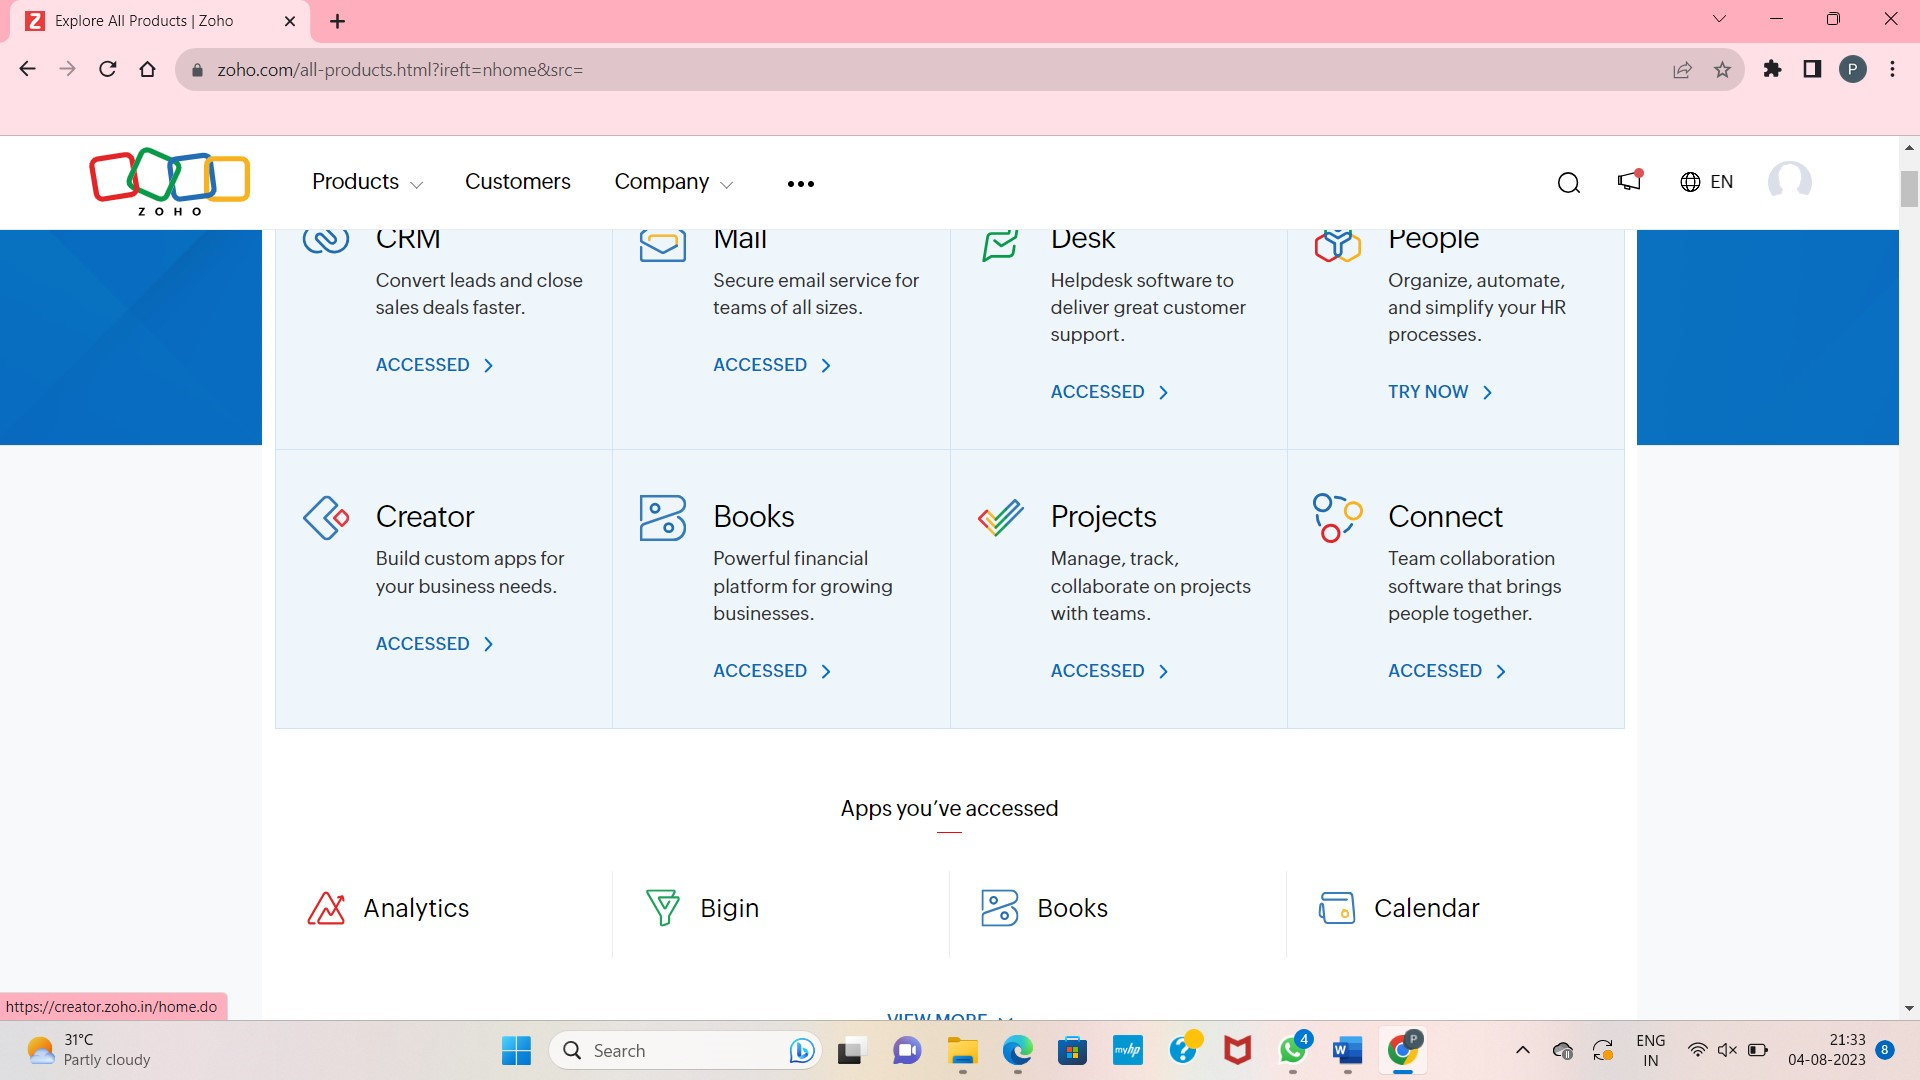 Explore All Products | Zoho
zoho.com/all-products.html?ireft=nhome&src=
P
ZOHO
Products
Customers
Company
EN
CRM
Convert leads and close
sales deals faster.
ACCESSED
Mail
Secure email service for
teams of all sizes.
ACCESSED
Desk
Helpdesk software to
deliver great customer
support.
ACCESSED
People
Organize, automate,
and simplify your HR
processes.
TRY NOW
Creator
Build custom apps for
your business needs.
ACCESSED
Books
Powerful financial
platform for growing
businesses.
ACCESSED
Projects
Manage, track,
collaborate on projects
with teams.
ACCESSED
Connect
Team collaboration
software that brings
people together.
ACCESSED
Apps you've accessed
Analytics
Bigin
Books
Calendar
VIEW MORE
https://creator.zoho.in/home.do
31°C
Partly cloudy
Search
myhp
4
W
P
ENG
IN
21:33
04-08-2023
8